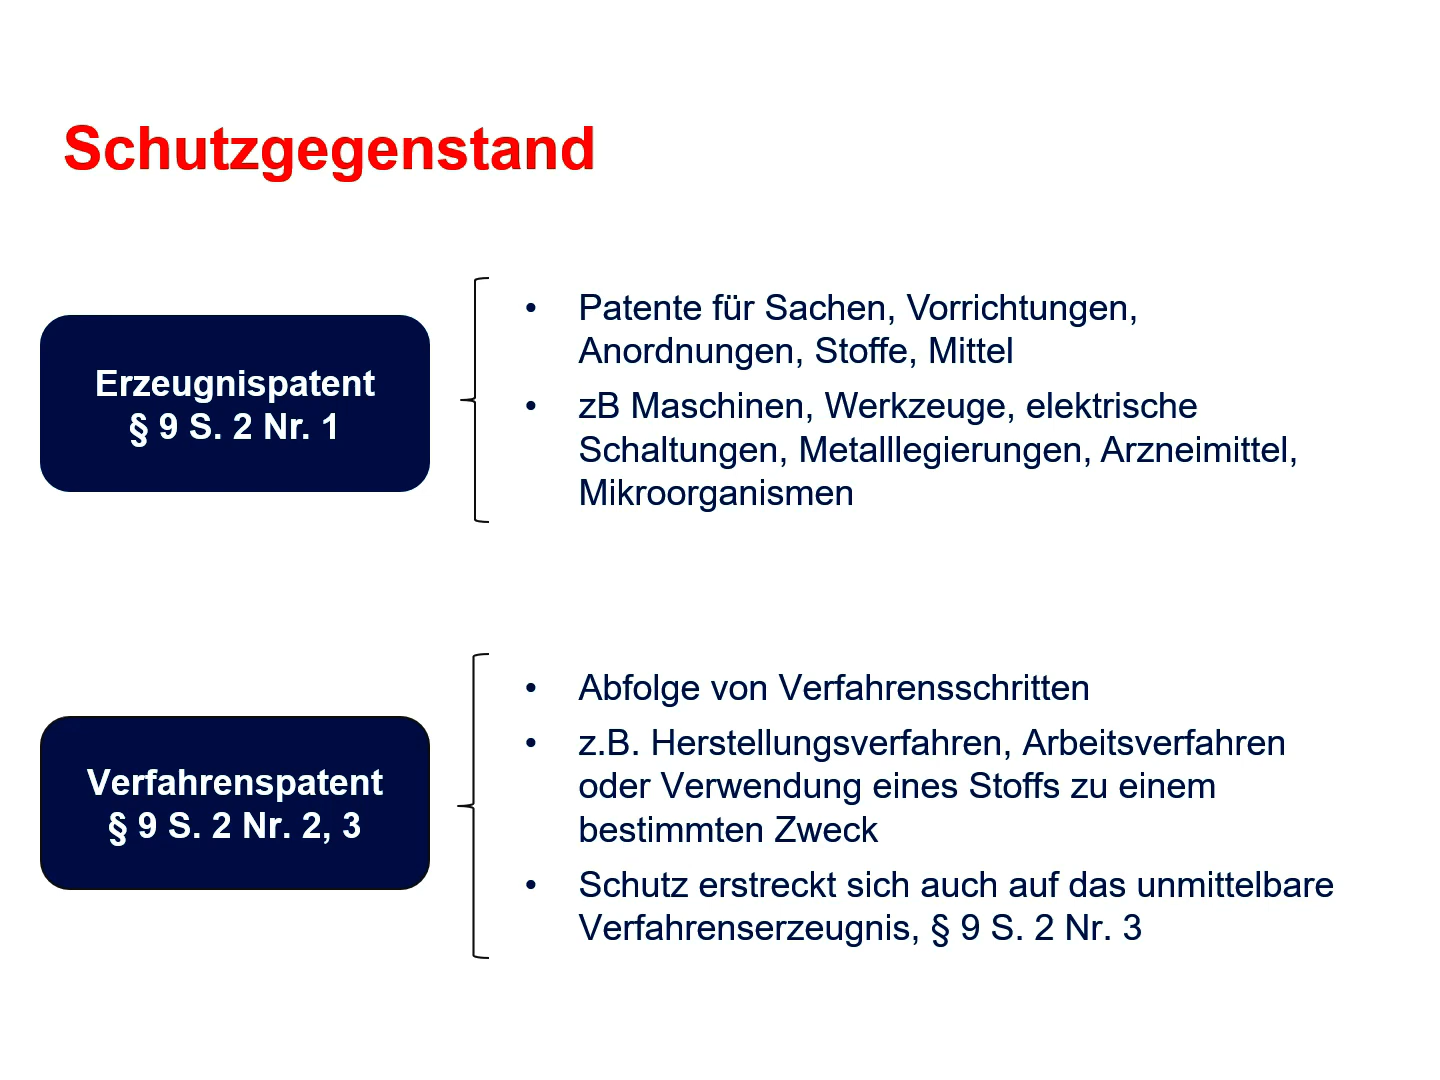 Schutzgegenstand
Erzeugnispatent
§ 9 S. 2 Nr. 1
• Patente für Sachen, Vorrichtungen,
Anordnungen, Stoffe, Mittel
• zB Maschinen, Werkzeuge, elektrische
Schaltungen, Metalllegierungen, Arzneimittel,
Mikroorganismen
Verfahrenspatent
§ 9 S. 2 Nr. 2, 3
• Abfolge von Verfahrensschritten
• z.B. Herstellungsverfahren, Arbeitsverfahren
oder Verwendung eines Stoffs zu einem
bestimmten Zweck
• Schutz erstreckt sich auch auf das unmittelbare
Verfahrenserzeugnis, § 9 S. 2 Nr. 3